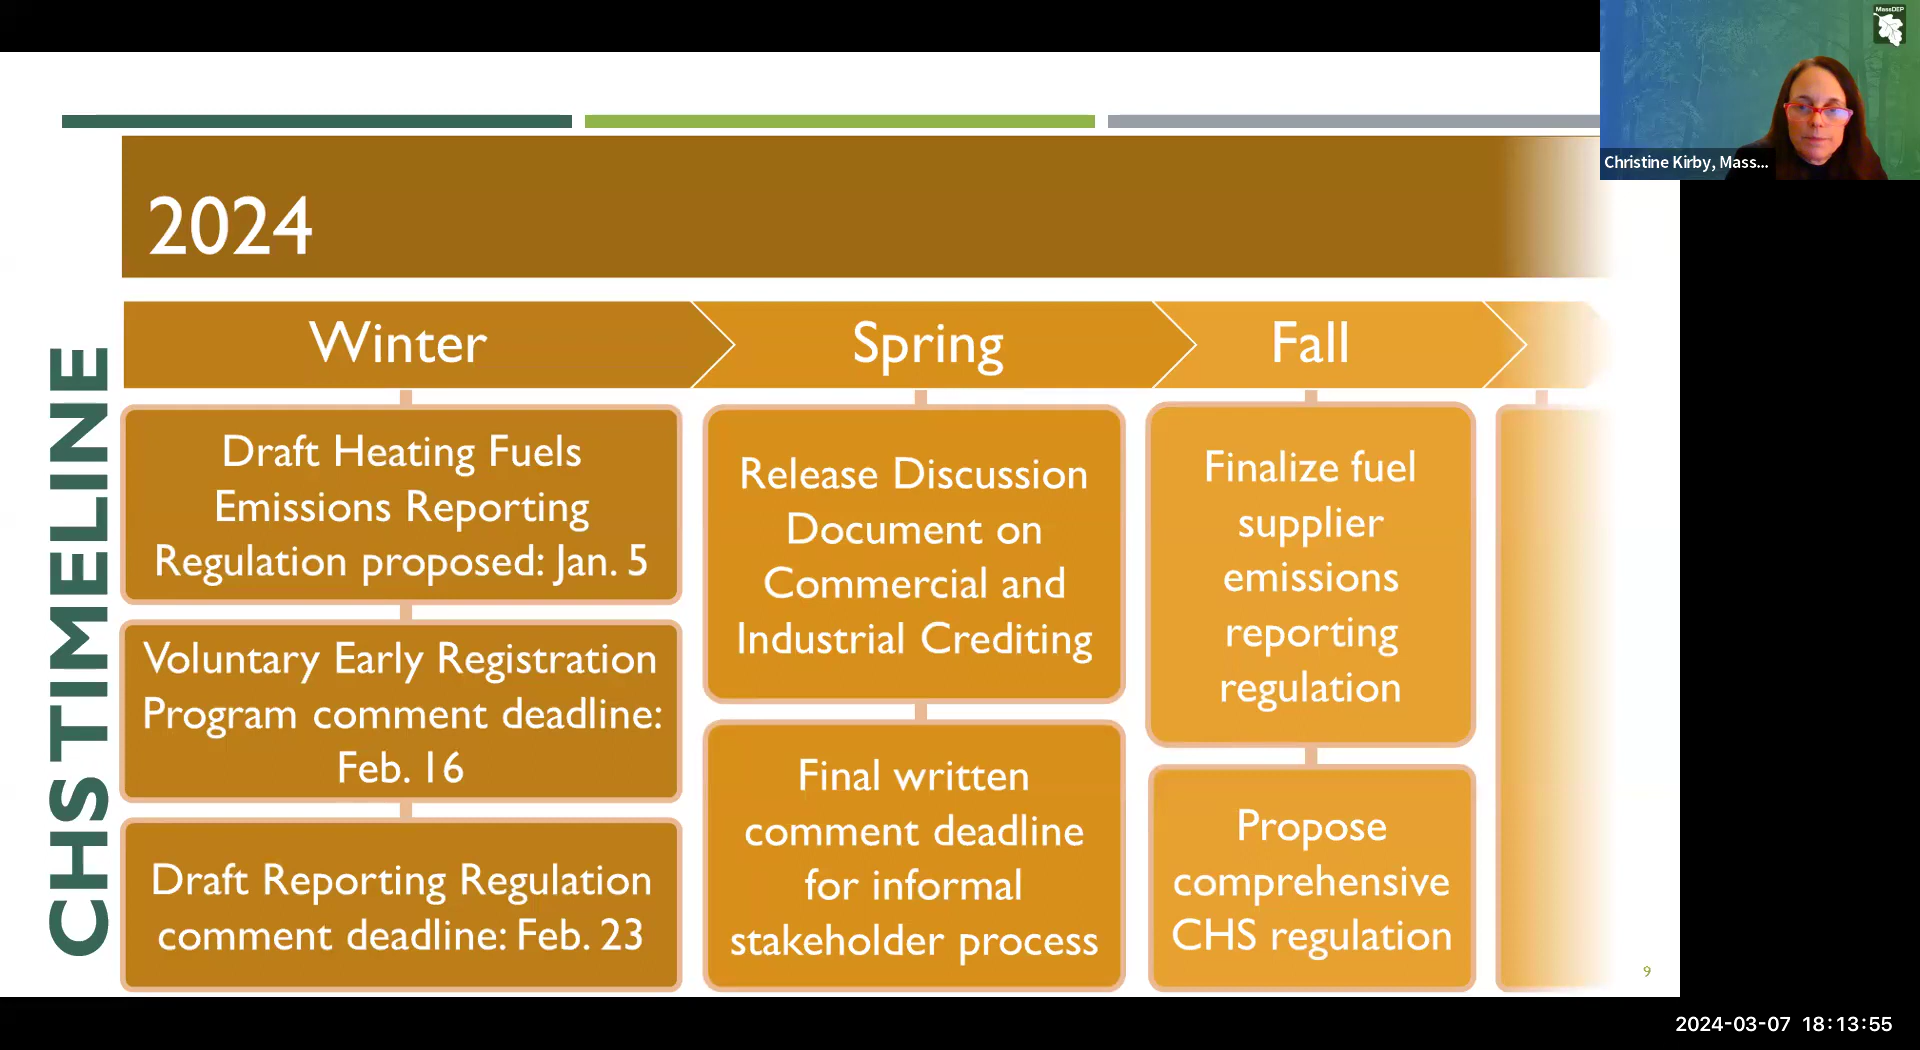 MassDEP
Christine Kirby, Mass...
2024
CHS TIMELINE
Winter
Spring
Fall
Draft Heating Fuels
Emissions Reporting
Regulation proposed: Jan. 5
Voluntary Early Registration
Program comment deadline:
Feb. 16
Draft Reporting Regulation
comment deadline: Feb. 23
Release Discussion
Document on
Commercial and
Industrial Crediting
Final written
comment deadline
for informal
stakeholder process
Finalize fuel
supplier
emissions
reporting
regulation
Propose
comprehensive
CHS regulation
9
2024-03-07 18:13:55